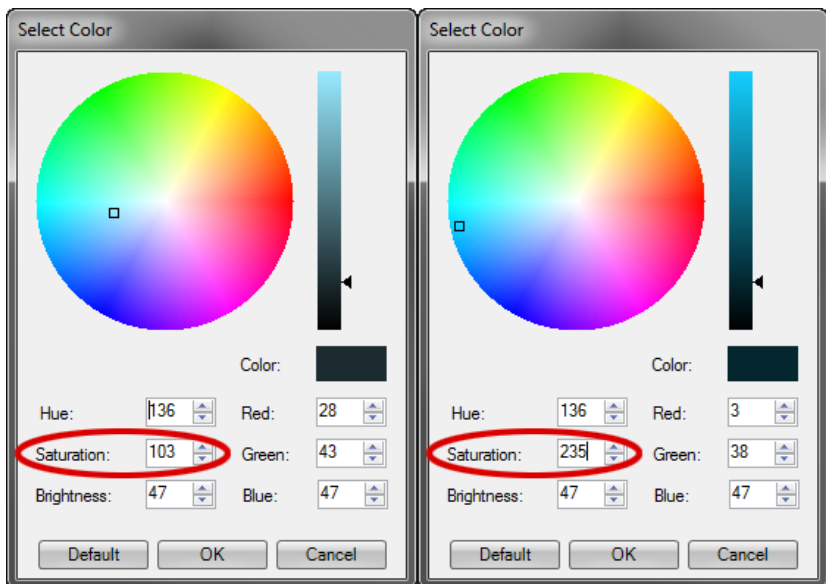 Select Color
Color:
Hue: 136 Red: 28
Saturation: 103 Green: 43
Brightness: 47 Blue: 47
Default OK Cancel
Select Color
Color:
Hue: 136 Red: 3
Saturation: 235 Green: 38
Brightness: 47 Blue: 47
Default OK Cancel